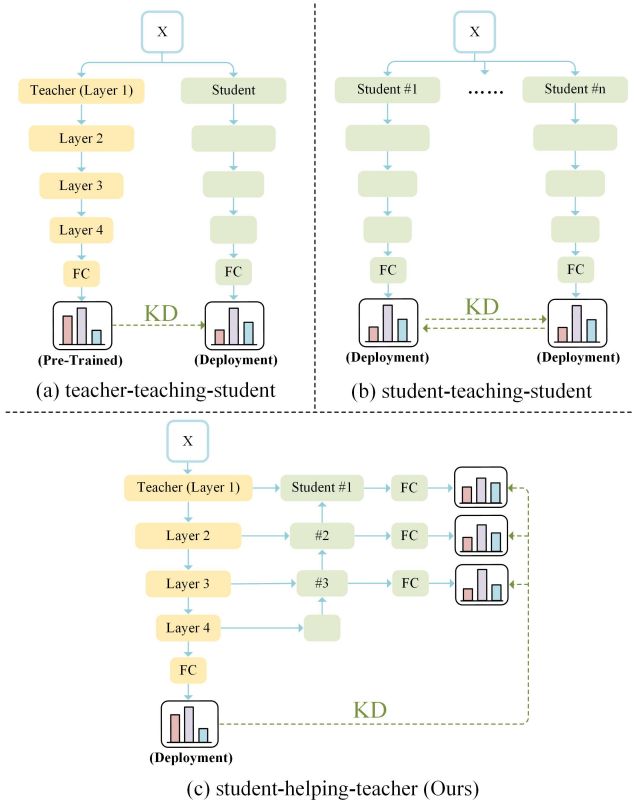 X
Teacher (Layer 1)
Student
Layer 2
Layer 3
Layer 4
FC
FC
KD
(Pre-Trained)
(Deployment)
(a) teacher-teaching-student
X
Student #1
……
Student #n
FC
FC
KD
(Deployment)
(Deployment)
(b) student-teaching-student
X
Teacher (Layer 1)
Student #1
FC
Layer 2
#2
FC
Layer 3
#3
FC
Layer 4
FC
KD
(Deployment)
(c) student-helping-teacher (Ours)